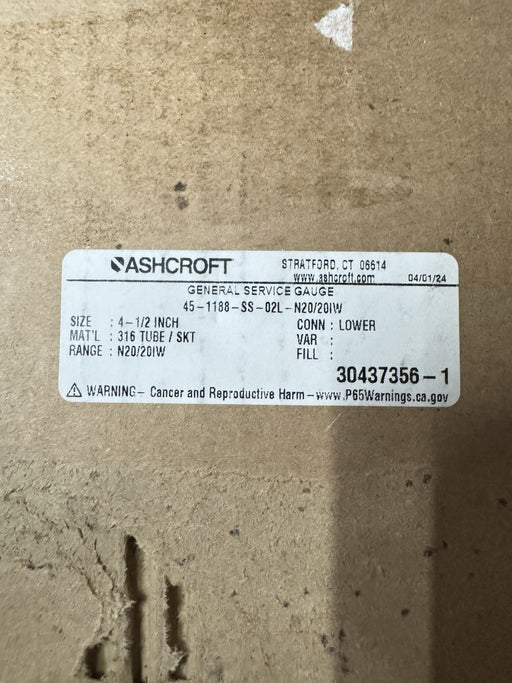 ASHCROFT STRATFORD, CT 06614
www.ashcroft.com 04/01/24
GENERAL SERVICE GAUGE
45-1188-SS-02L-N20/20IW
SIZE : 4-1/2 INCH CONN : LOWER
MAT'L : 316 TUBE / SKT VAR :
RANGE : N20/20IW FILL :
30437356-1
⚠ WARNING- Cancer and Reproductive Harm-www.P65Warnings.ca.gov